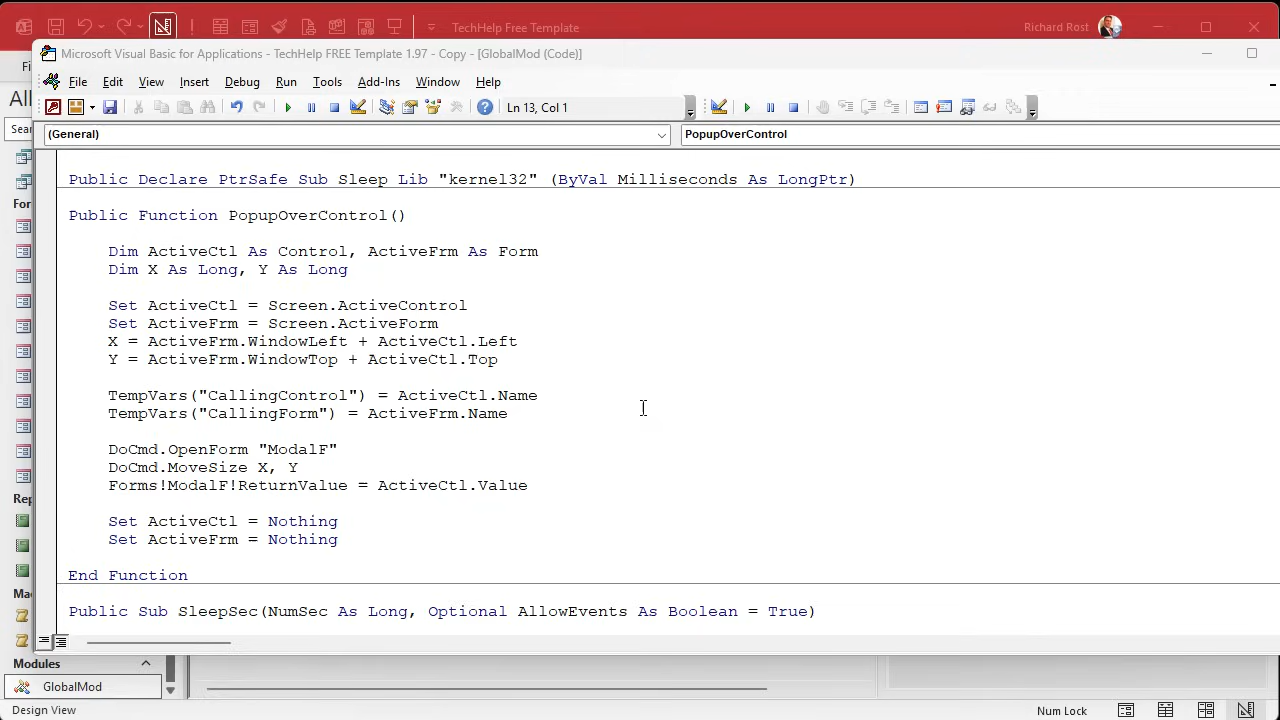 TechHelp Free Template
Richard Rost
Microsoft Visual Basic for Applications - TechHelp FREE Template 1.97 - Copy - [GlobalMod (Code)]
File Edit View Insert Debug Run Tools Add-Ins Window Help
Ln 13, Col 1
(General)
PopupOverControl
Public Declare PtrSafe Sub Sleep Lib "kernel32" (ByVal Milliseconds As LongPtr)
Public Function PopupOverControl()
Dim ActiveCtl As Control, ActiveFrm As Form
Dim X As Long, Y As Long
Set ActiveCtl = Screen.ActiveControl
Set ActiveFrm = Screen.ActiveForm
X = ActiveFrm.WindowLeft + ActiveCtl.Left
Y = ActiveFrm.WindowTop + ActiveCtl.Top
TempVars("CallingControl") = ActiveCtl.Name
TempVars("CallingForm") = ActiveFrm.Name
DoCmd.OpenForm "ModalF"
DoCmd.MoveSize X, Y
Forms!ModalF!ReturnValue = ActiveCtl.Value
Set ActiveCtl = Nothing
Set ActiveFrm = Nothing
End Function
Public Sub SleepSec(NumSec As Long, Optional AllowEvents As Boolean = True)
Fi
All
Sear
For
Rep
Ma
Modules
GlobalMod
Design View
Num Lock